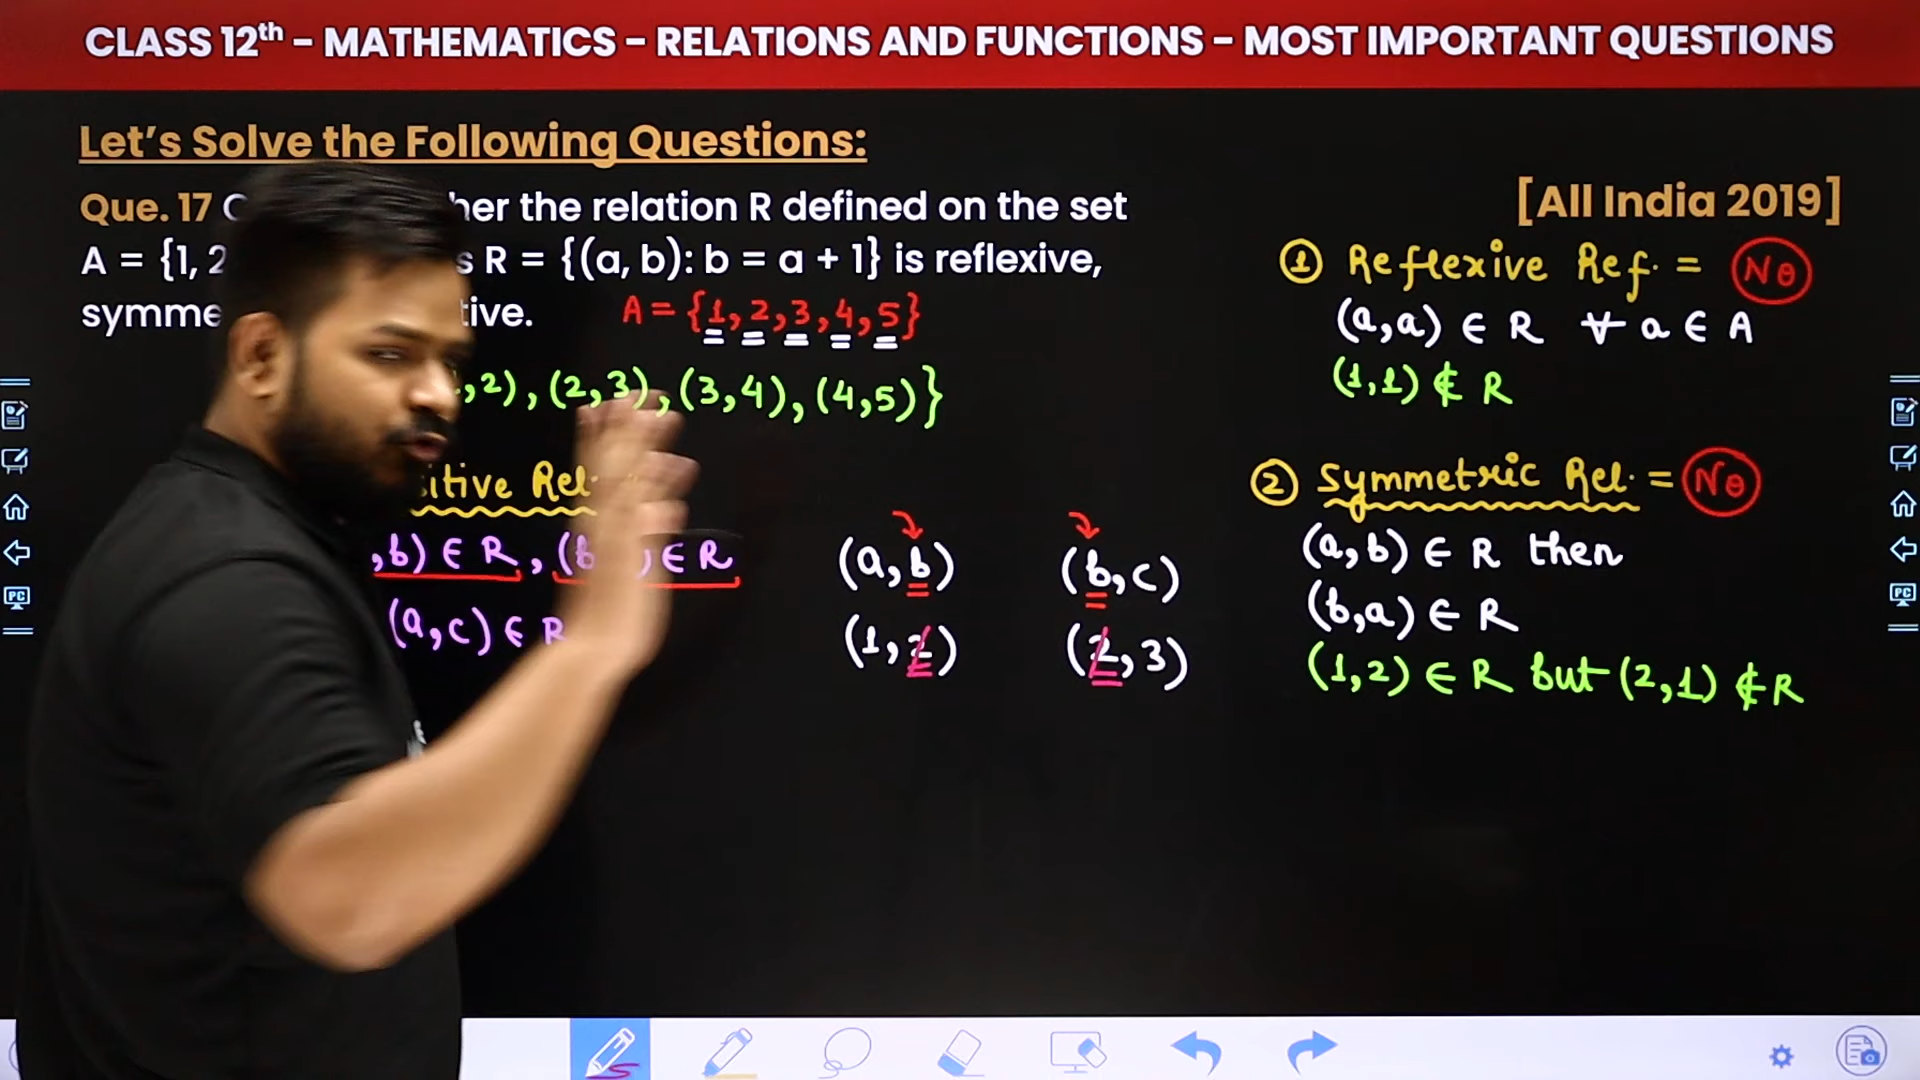 CLASS 12th – MATHEMATICS – RELATIONS AND FUNCTIONS – MOST IMPORTANT QUESTIONS
Let's Solve the Following Questions:
Que. 17 the relation R defined on the set
[All India 2019]
A = {1, 2 R = {(a, b): b = a + 1} is reflexive,
symme
A = {1, 2, 3, 4, 5}
,2), (2,3), (3,4), (4,5)}
itive Rel.
,b) ∈ R, ∈ R
(a,c) ∈ R
(a,b) (b,c)
(1,2) (2,3)
① Reflexive Ref. = No
(a,a) ∈ R ∀ a ∈ A
(1,1) ∉ R
② Symmetric Rel. = No
(a,b) ∈ R then
(b,a) ∈ R
(1,2) ∈ R but (2,1) ∉ R
PC
PC